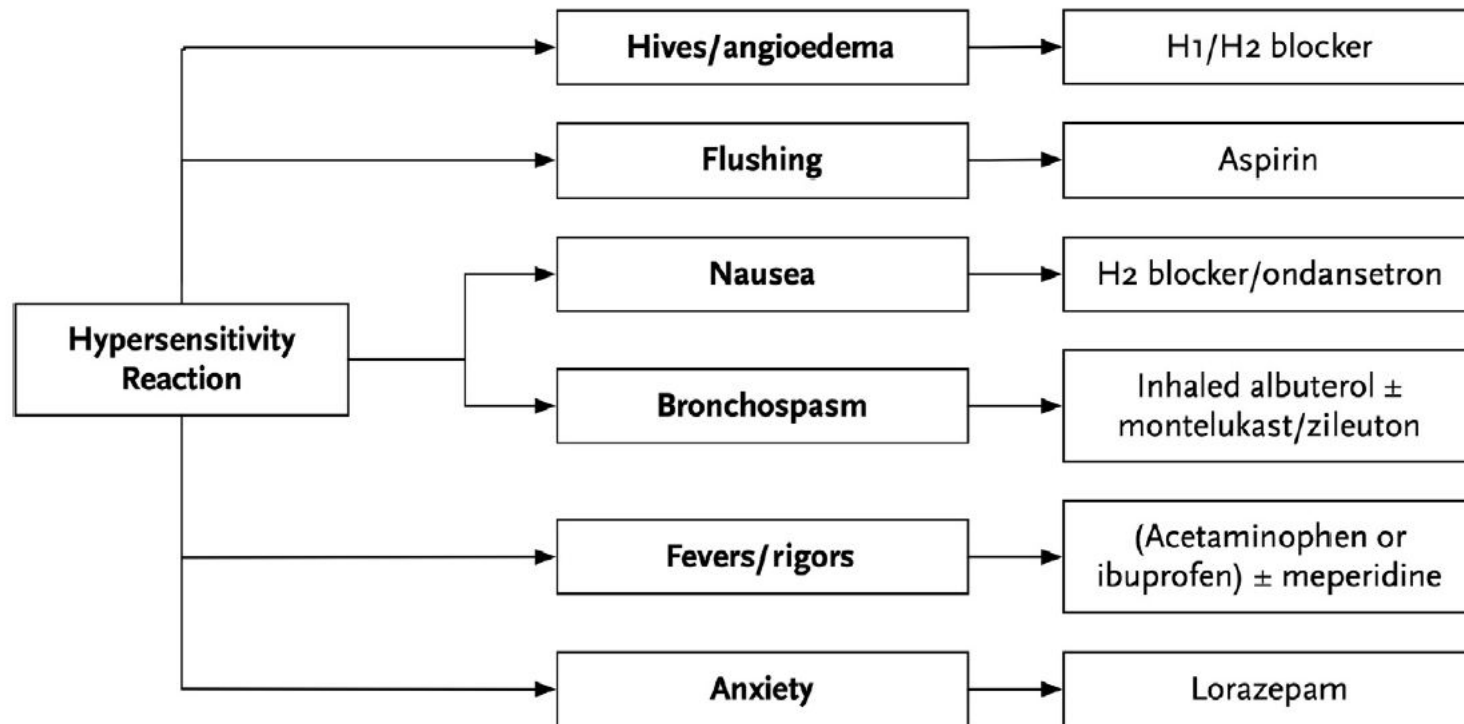 Hives/angioedema
H1/H2 blocker
Flushing
Aspirin
Nausea
H2 blocker/ondansetron
Hypersensitivity
Reaction
Bronchospasm
Inhaled albuterol ±
montelukast/zileuton
Fevers/rigors
(Acetaminophen or
ibuprofen) ± meperidine
Anxiety
Lorazepam